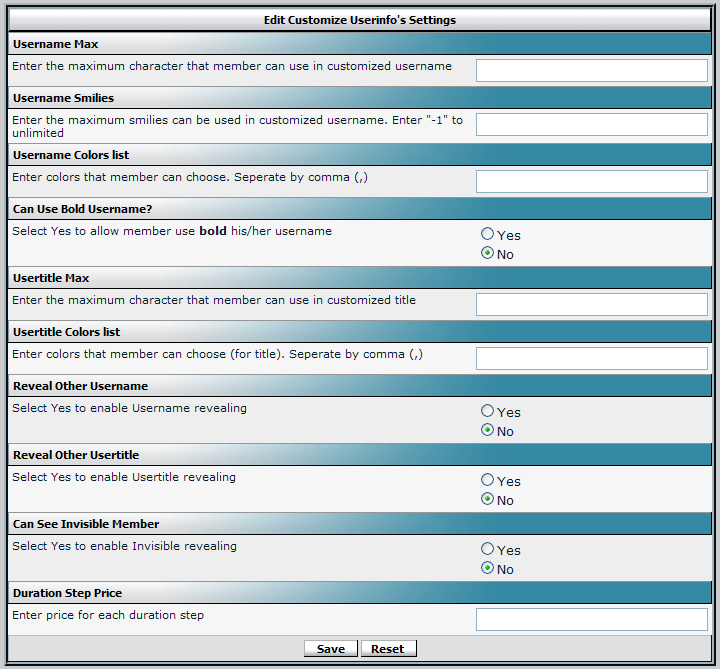 Edit Customize Userinfo's Settings
Username Max
Enter the maximum character that member can use in customized username
Username Smilies
Enter the maximum smilies can be used in customized username. Enter "-1" to
unlimited
Username Colors list
Enter colors that member can choose. Seperate by comma (,)
Can Use Bold Username?
Select Yes to allow member use bold his/her username
Yes
No
Usertitle Max
Enter the maximum character that member can use in customized title
Usertitle Colors list
Enter colors that member can choose (for title). Seperate by comma (,)
Reveal Other Username
Select Yes to enable Username revealing
Yes
No
Reveal Other Usertitle
Select Yes to enable Usertitle revealing
Yes
No
Can See Invisible Member
Select Yes to enable Invisible revealing
Yes
No
Duration Step Price
Enter price for each duration step
Save Reset